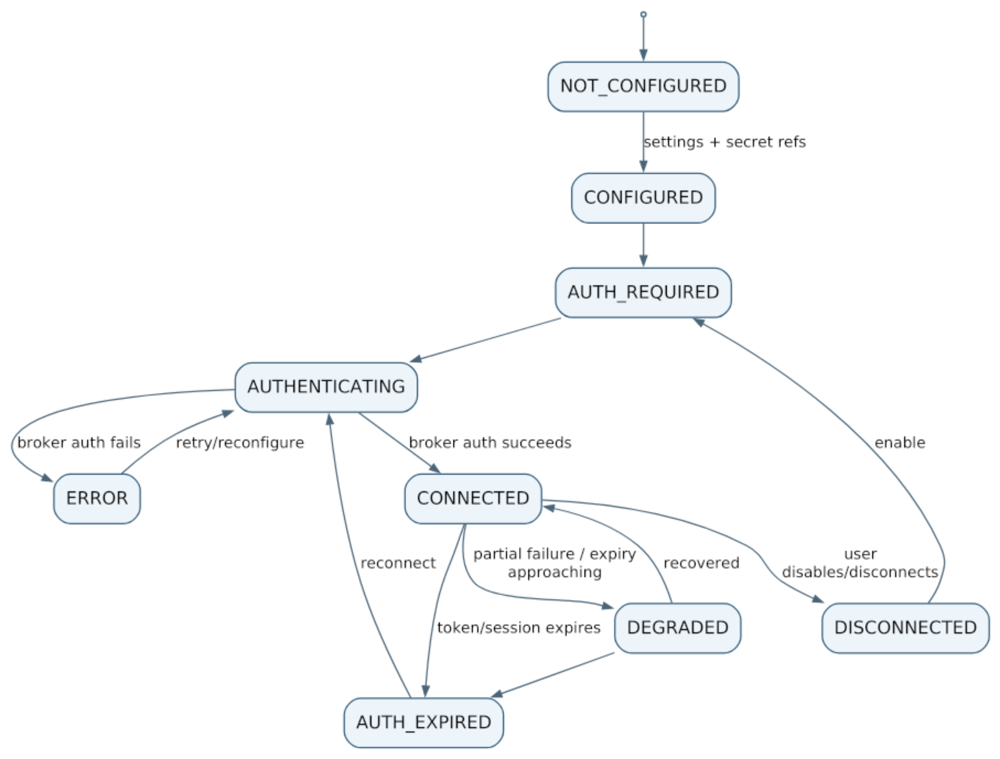 NOT_CONFIGURED
settings + secret refs
CONFIGURED
AUTH_REQUIRED
AUTHENTICATING
enable
broker auth fails
retry/reconfigure
broker auth succeeds
ERROR
CONNECTED
partial failure / expiry
approaching
reconnect
recovered
user
disables/disconnects
token/session expires
DEGRADED
DISCONNECTED
AUTH_EXPIRED